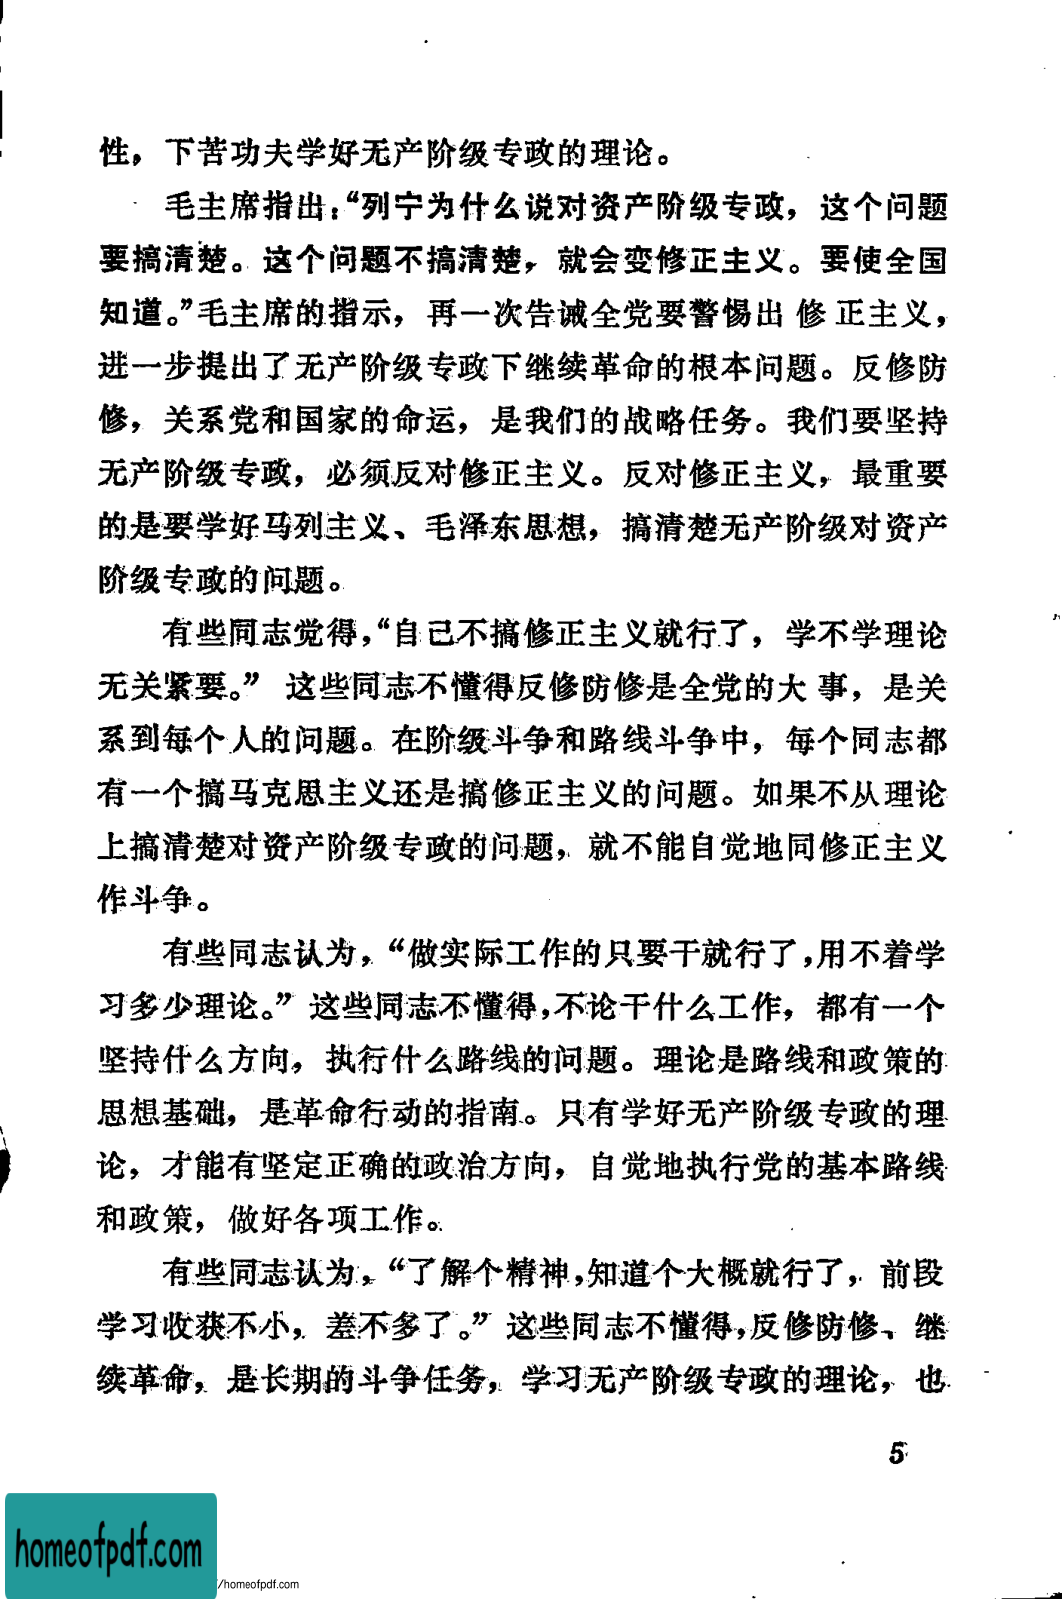 性，下苦功夫学好无产阶级专政的理论。
毛主席指出：“列宁为什么说对资产阶级专政，这个问题
要搞清楚。这个问题不搞清楚，就会变修正主义。要使全国
知道。”毛主席的指示，再一次告诫全党要警惕出修正主义，
进一步提出了无产阶级专政下继续革命的根本问题。反修防
修，关系党和国家的命运，是我们的战略任务。我们要坚持
无产阶级专政，必须反对修正主义。反对修正主义，最重要
的是要学好马列主义、毛泽东思想，搞清楚无产阶级对资产
阶级专政的问题。
有些同志觉得，“自己不搞修正主义就行了，学不学理论
无关紧要。”这些同志不懂得反修防修是全党的大事，是关
系到每个人的问题。在阶级斗争和路线斗争中，每个同志都
有一个搞马克思主义还是搞修正主义的问题。如果不从理论
上搞清楚对资产阶级专政的问题，就不能自觉地同修正主义
作斗争。
有些同志认为，“做实际工作的只要干就行了，用不着学
习多少理论。”这些同志不懂得，不论干什么工作，都有一个
坚持什么方向，执行什么路线的问题。理论是路线和政策的
思想基础，是革命行动的指南。只有学好无产阶级专政的理
论，才能有坚定正确的政治方向，自觉地执行党的基本路线
和政策，做好各项工作。
有些同志认为，“了解个精神，知道个大概就行了，前段
学习收获不小，差不多了。”这些同志不懂得，反修防修、继
续革命，是长期的斗争任务，学习无产阶级专政的理论，也
5
homeofpdf.com
/homeofpdf.com